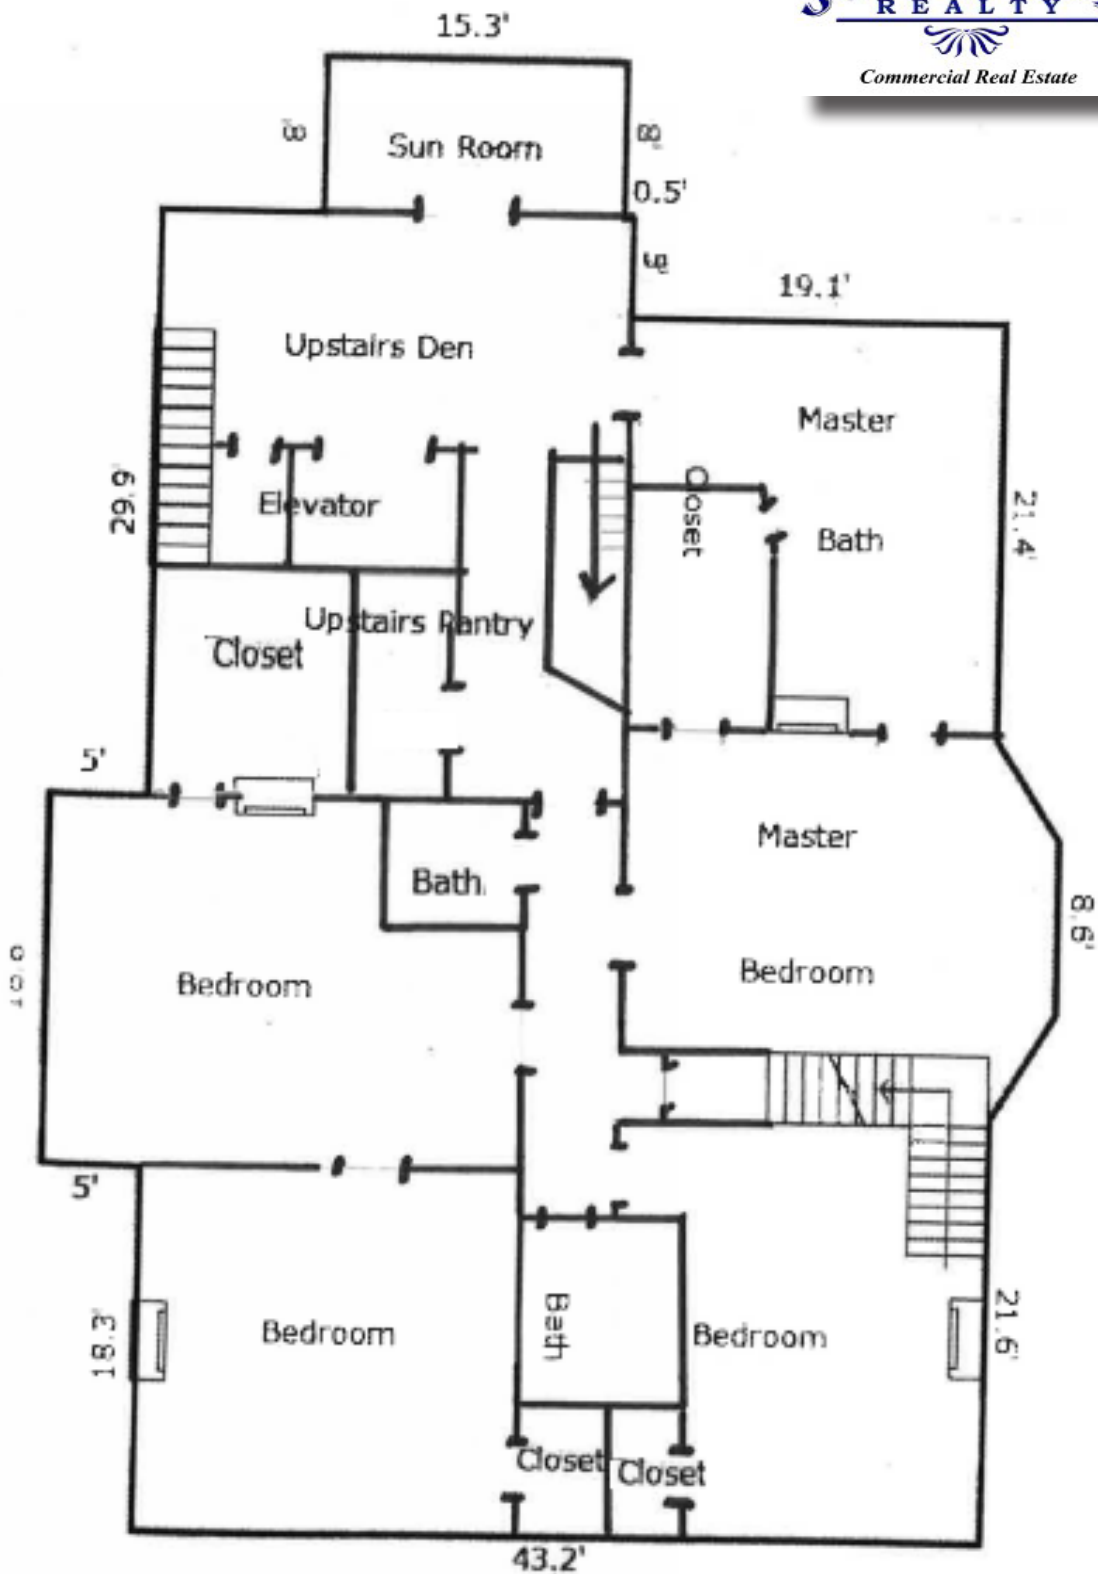 REALTY
Commercial Real Estate
15.3'
8'
Sun Room
8'
0.5'
6'
19.1'
Upstairs Den
Master
29.9'
Elevator
Closet
Bath
21.4'
Upstairs Pantry
Closet
5'
Master
Bath
8.6'
Bedroom
Bedroom
5'
18.3'
Bedroom
Bath
Bedroom
21.6'
Closet
Closet
43.2'